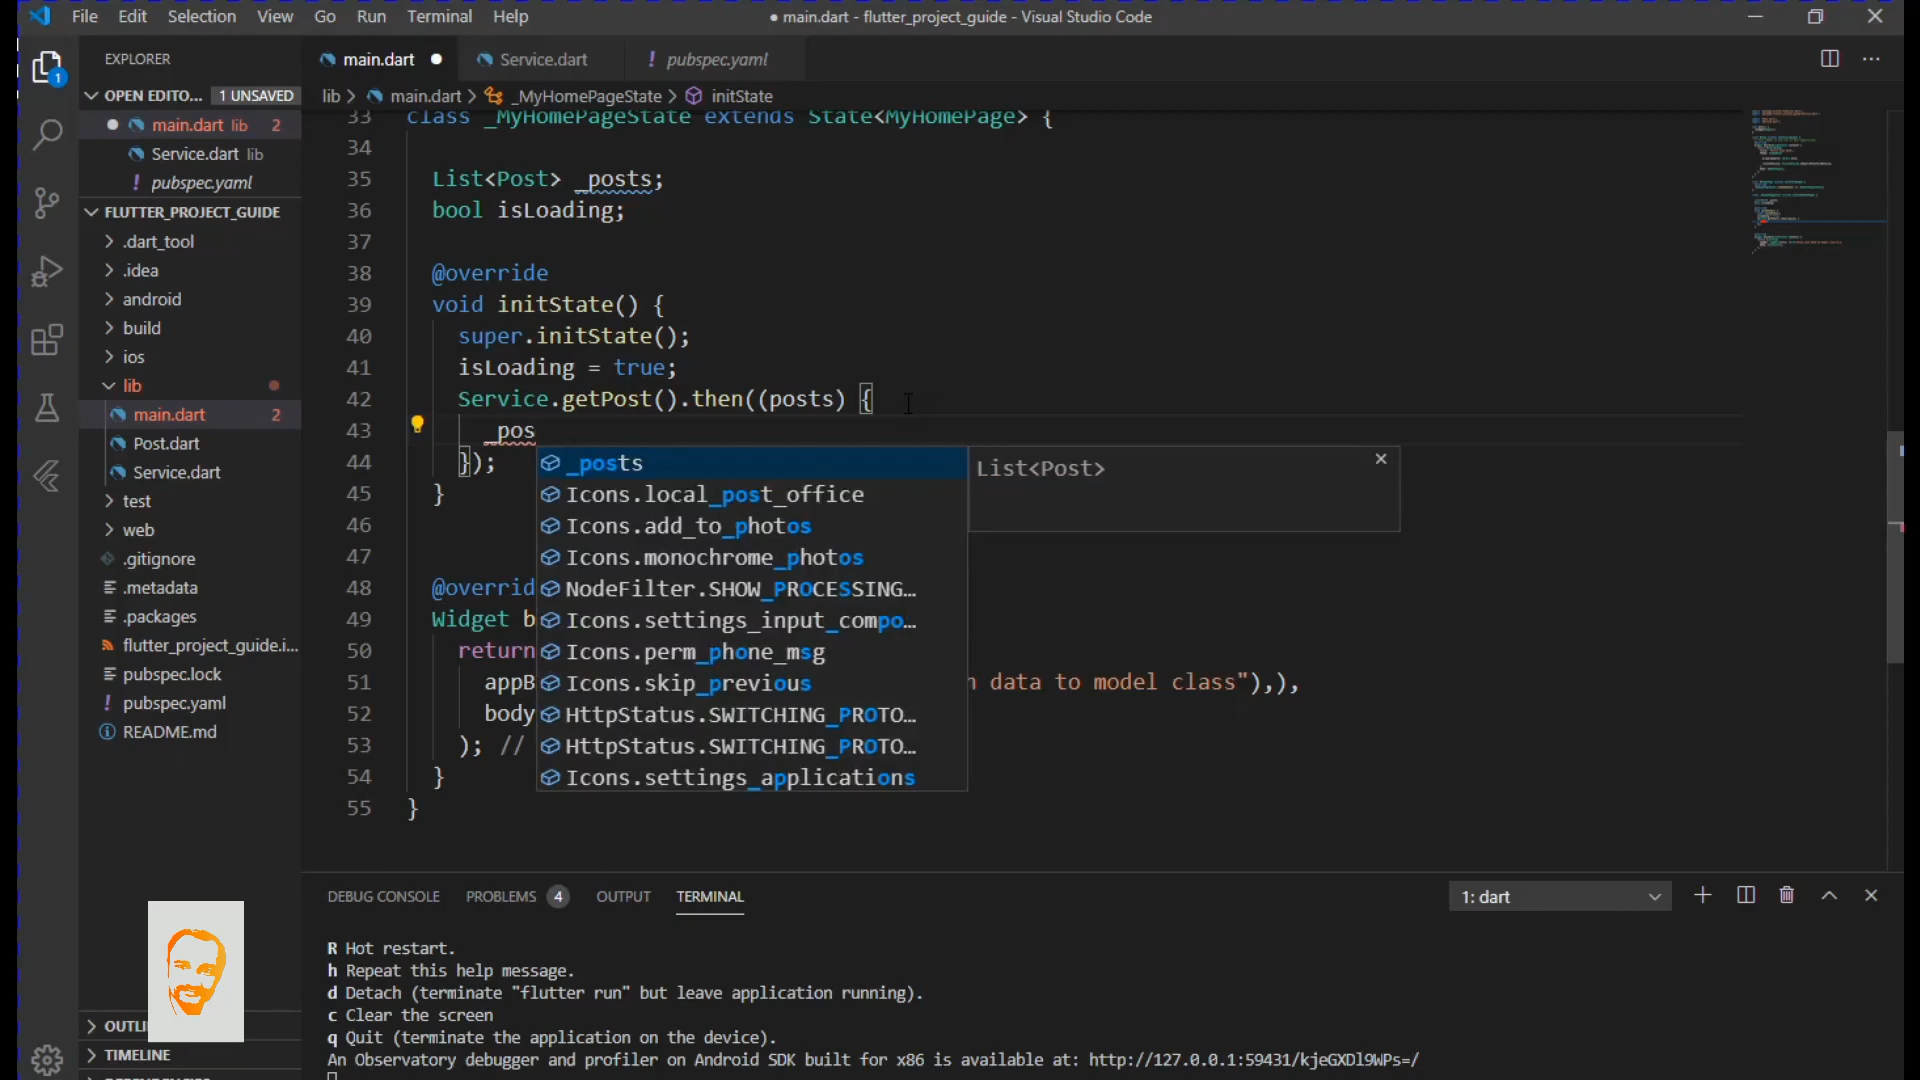 File Edit Selection View Go Run Terminal Help
● main.dart - flutter_project_guide - Visual Studio Code
EXPLORER
OPEN EDITO... 1 UNSAVED
main.dart lib 2
Service.dart lib
! pubspec.yaml
FLUTTER_PROJECT_GUIDE
.dart_tool
.idea
android
build
ios
lib
main.dart 2
Post.dart
Service.dart
test
web
.gitignore
.metadata
.packages
flutter_project_guide.i...
pubspec.lock
! pubspec.yaml
README.md
TIMELINE
1
main.dart ● Service.dart ! pubspec.yaml
lib > main.dart > _MyHomePageState > initState
33 class _MyHomePageState extends State<MyHomePage> {
34
35 List<Post> _posts;
36 bool isLoading;
37
38 @override
39 void initState() {
40 super.initState();
41 isLoading = true;
42 Service.getPost().then((posts) {
43 _pos
44 });
45 }
46
47
48 @overrid
49 Widget b
50 return
51 appB n data to model class"),),
52 body
53 ); //
54 }
55 }
_posts
Icons.local_post_office
Icons.add_to_photos
Icons.monochrome_photos
NodeFilter.SHOW_PROCESSING...
Icons.settings_input_compo...
Icons.perm_phone_msg
Icons.skip_previous
HttpStatus.SWITCHING_PROTO...
HttpStatus.SWITCHING_PROTO...
Icons.settings_applications
List<Post>
DEBUG CONSOLE PROBLEMS 4 OUTPUT TERMINAL
1: dart
R Hot restart.
h Repeat this help message.
d Detach (terminate "flutter run" but leave application running).
c Clear the screen
q Quit (terminate the application on the device).
An Observatory debugger and profiler on Android SDK built for x86 is available at: http://127.0.0.1:59431/kjeGXDl9WPs=/